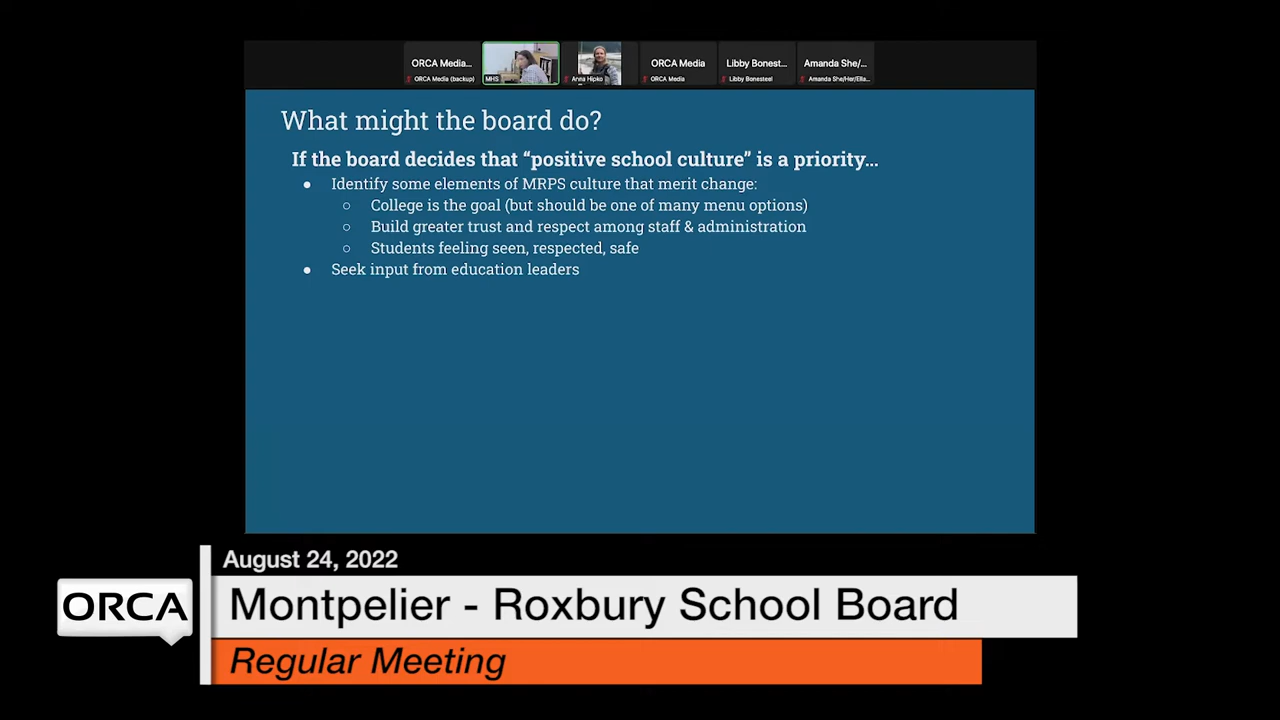 ORCA Media... Libby Bonest... Amanda She/...
ORCA Media (backup) MHS Anna Hipko ORCA Media Libby Bonesteel Amanda She/Her/Ella...
What might the board do?
If the board decides that “positive school culture” is a priority...
● Identify some elements of MRPS culture that merit change:
○ College is the goal (but should be one of many menu options)
○ Build greater trust and respect among staff & administration
○ Students feeling seen, respected, safe
● Seek input from education leaders
August 24, 2022
ORCA
Montpelier - Roxbury School Board
Regular Meeting